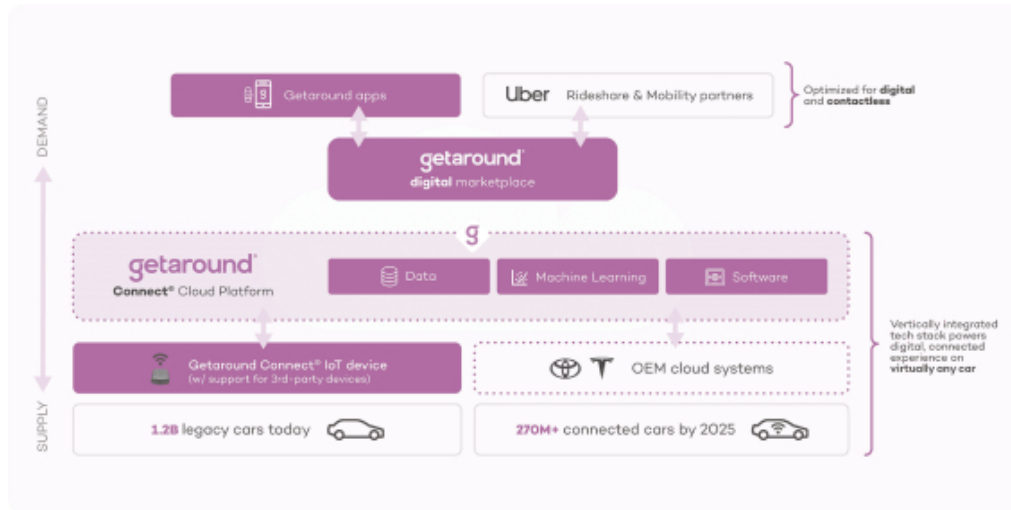 DEMAND
Getaround apps
Uber Rideshare & Mobility partners
Optimized for digital
and contactless
getaround®
digital marketplace
g
getaround®
Connect® Cloud Platform
Data
Machine Learning
Software
Vertically integrated
tech stack powers
digital, connected
experience on
virtually any car
Getaround Connect® IoT device
(w/ support for 3rd-party devices)
OEM cloud systems
SUPPLY
1.2B legacy cars today
270M+ connected cars by 2025